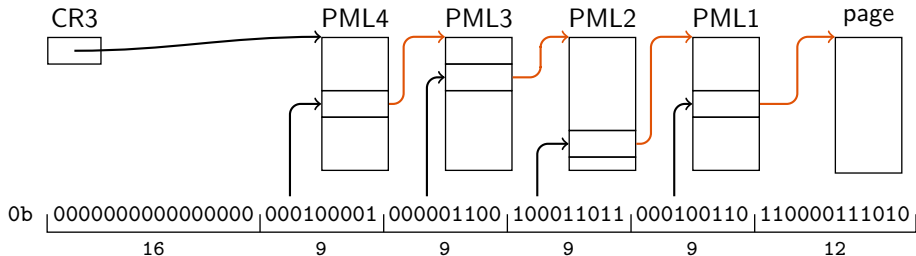 CR3 PML4 PML3 PML2 PML1 page
0b 0000000000000000 000100001 000001100 100011011 000100110 110000111010
16 9 9 9 9 12